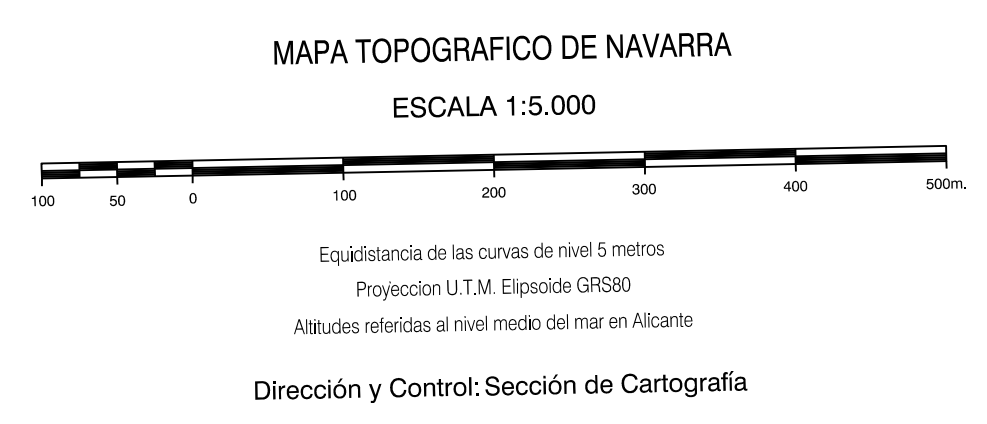 MAPA TOPOGRAFICO DE NAVARRA
ESCALA 1:5.000
100 50 0 100 200 300 400 500m.
Equidistancia de las curvas de nivel 5 metros
Proyeccion U.T.M. Elipsoide GRS80
Altitudes referidas al nivel medio del mar en Alicante
Dirección y Control: Sección de Cartografía